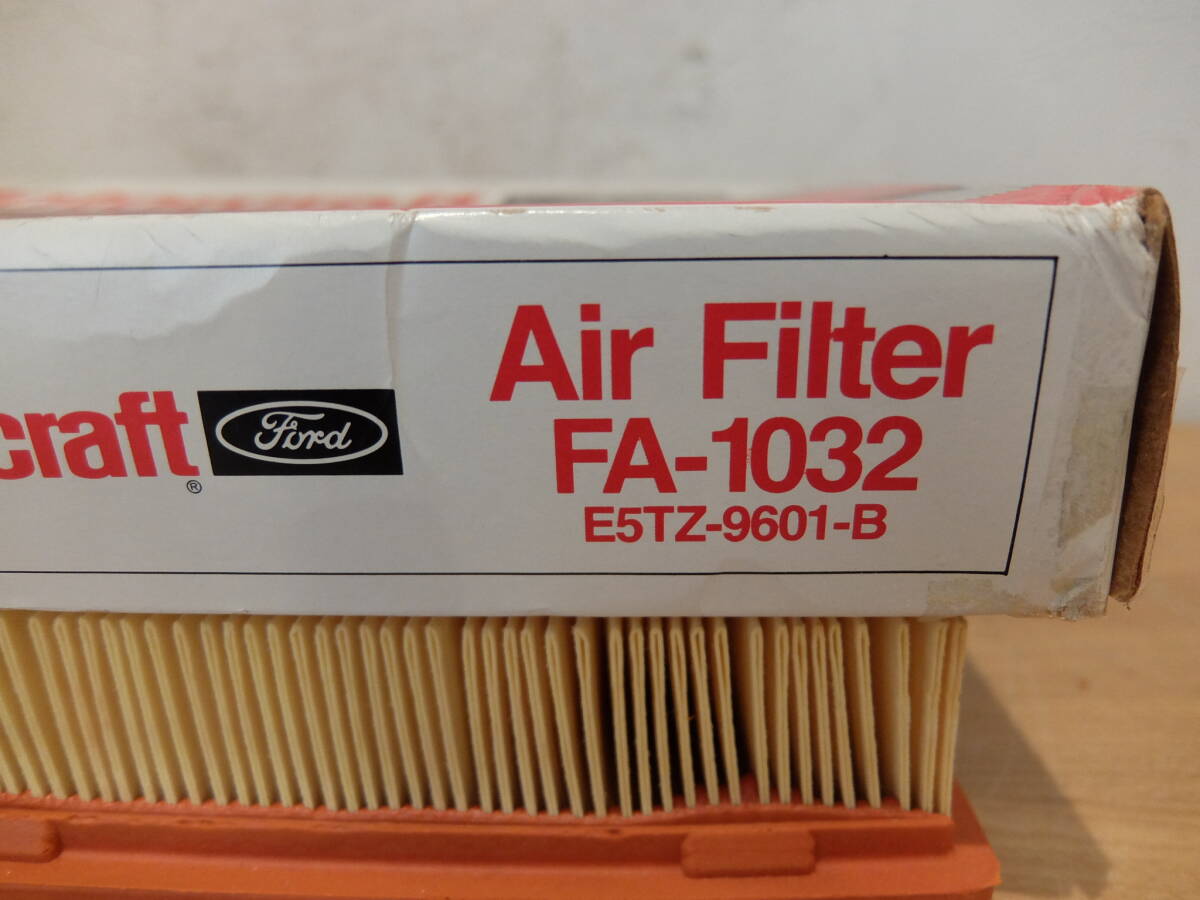 Air Filter
craft® Ford
FA-1032
E5TZ-9601-B